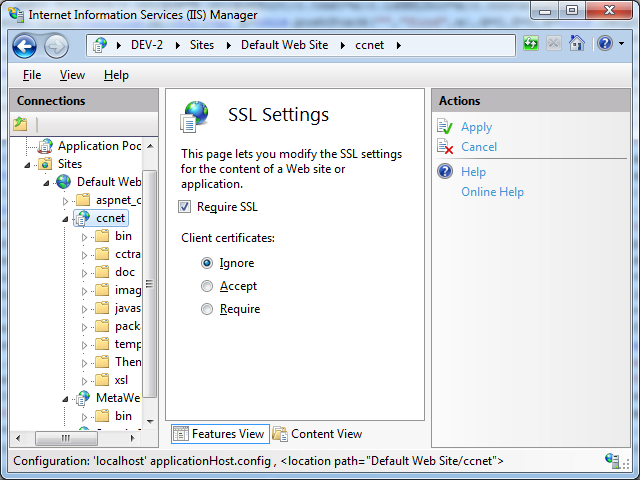 Internet Information Services (IIS) Manager
DEV-2 Sites Default Web Site ccnet
File View Help
Connections
Application Poo
Sites
Default Web
aspnet_c
ccnet
bin
cctra
doc
imag
javas
packa
temp
Them
xsl
MetaWe
bin
SSL Settings
This page lets you modify the SSL settings
for the content of a Web site or
application.
Require SSL
Client certificates:
Ignore
Accept
Require
Features View Content View
Actions
Apply
Cancel
Help
Online Help
Configuration: 'localhost' applicationHost.config , <location path="Default Web Site/ccnet">